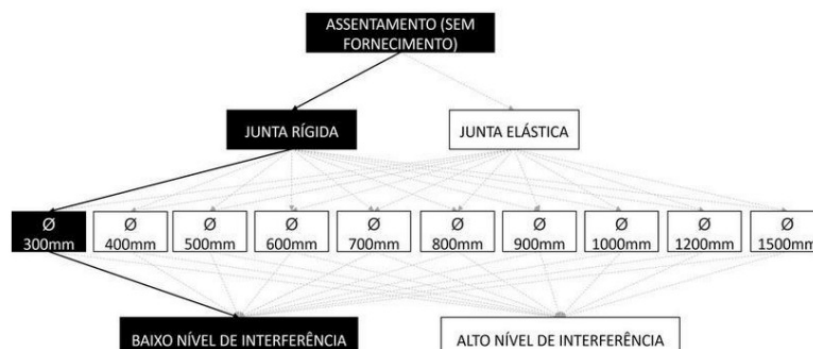 ASSENTAMENTO (SEM
FORNECIMENTO)
JUNTA RÍGIDA
JUNTA ELÁSTICA
Ø
300mm
Ø
400mm
Ø
500mm
Ø
600mm
Ø
700mm
Ø
800mm
Ø
900mm
Ø
1000mm
Ø
1200mm
Ø
1500mm
BAIXO NÍVEL DE INTERFERÊNCIA
ALTO NÍVEL DE INTERFERÊNCIA